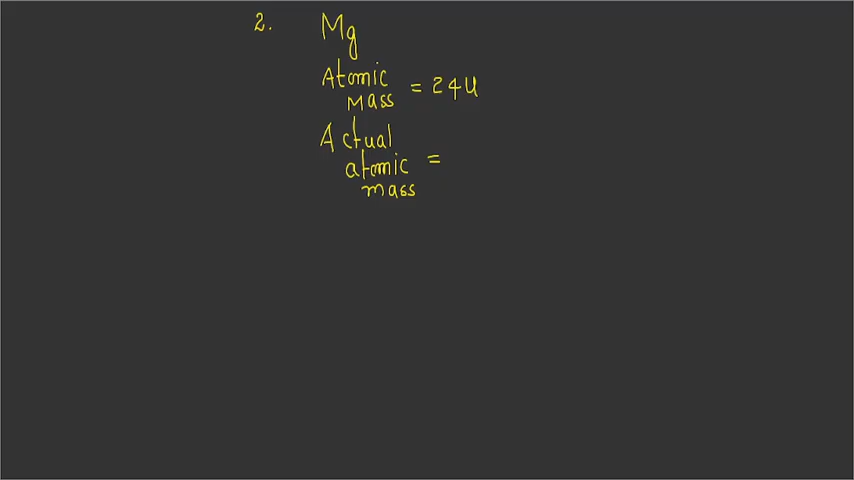 2. Mg
Atomic
Mass = 24U
Actual
atomic =
mass